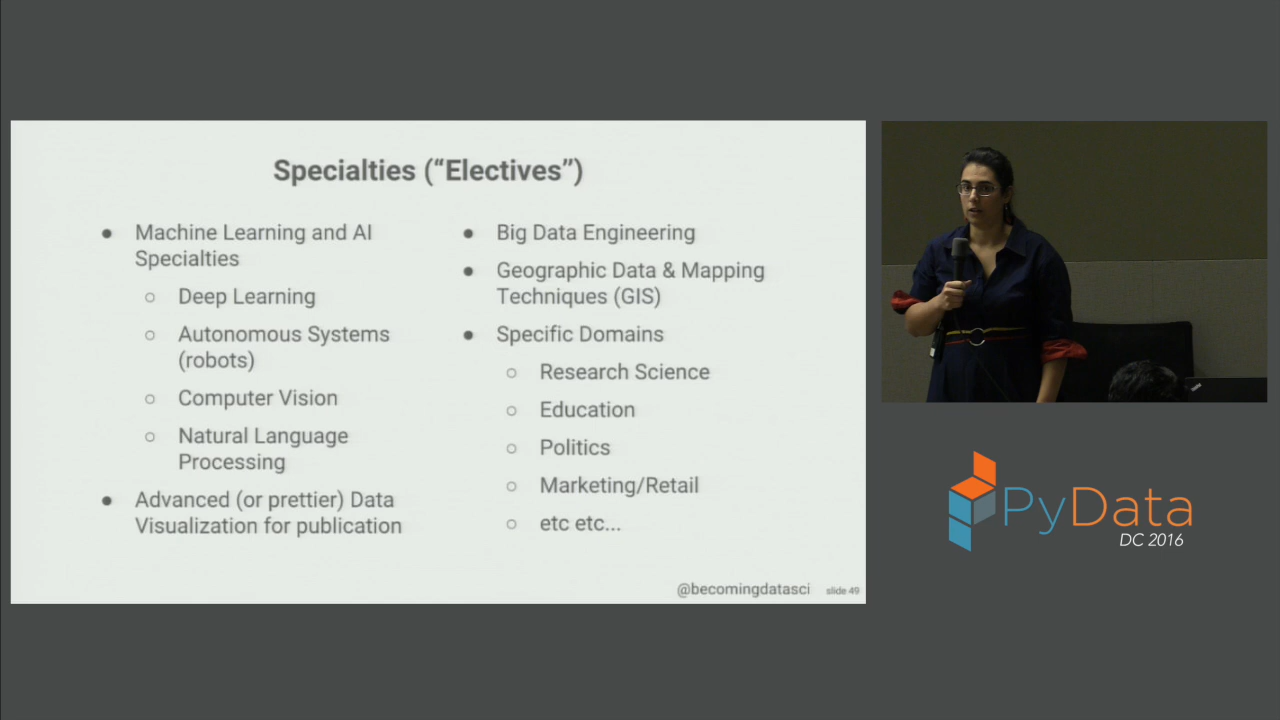 Specialties (“Electives”)
● Machine Learning and AI
Specialties
○ Deep Learning
○ Autonomous Systems
(robots)
○ Computer Vision
○ Natural Language
Processing
● Advanced (or prettier) Data
Visualization for publication
● Big Data Engineering
● Geographic Data & Mapping
Techniques (GIS)
● Specific Domains
○ Research Science
○ Education
○ Politics
○ Marketing/Retail
○ etc etc...
@becomingdatasci
slide 49
PyData
DC 2016